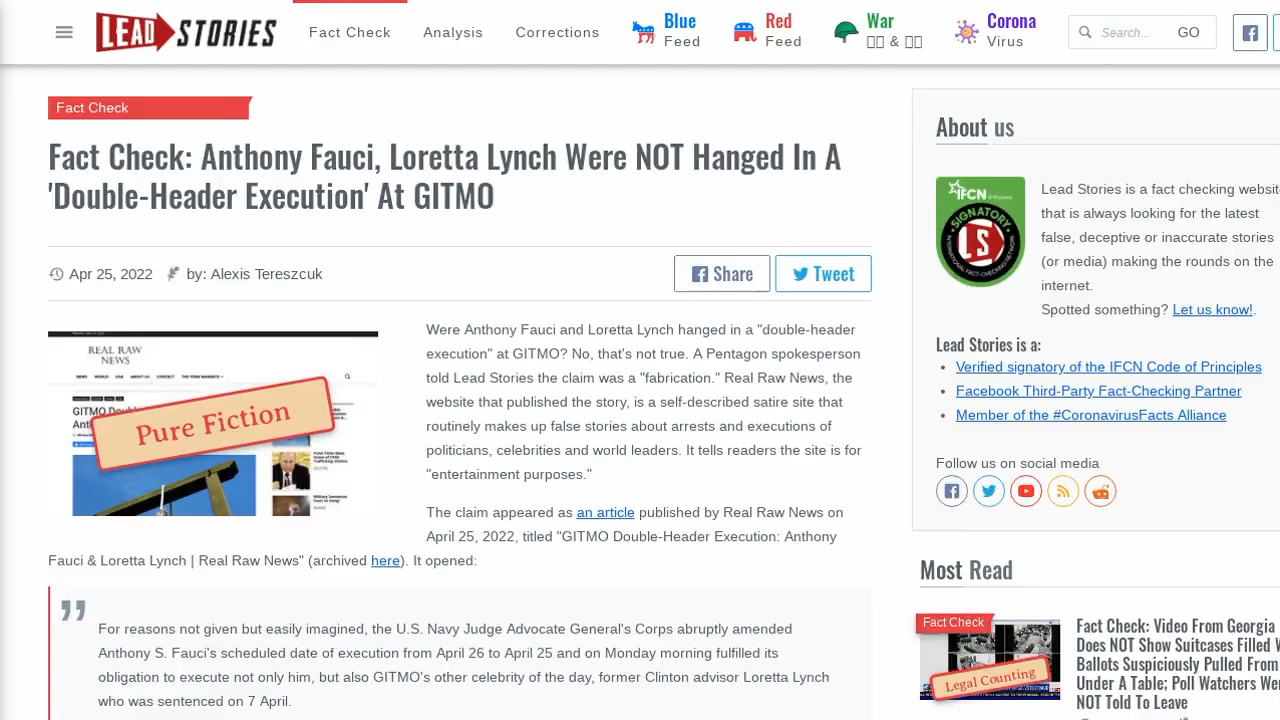 LEAD STORIES
Fact Check
Analysis
Corrections
Blue
Feed
Red
Feed
War
&
Corona
Virus
Search...
GO
Fact Check
Fact Check: Anthony Fauci, Loretta Lynch Were NOT Hanged In A
'Double-Header Execution' At GITMO
Apr 25, 2022
by: Alexis Tereszcuk
Share
Tweet
REAL RAW
NEWS
Pure Fiction
Were Anthony Fauci and Loretta Lynch hanged in a "double-header
execution" at GITMO? No, that's not true. A Pentagon spokesperson
told Lead Stories the claim was a "fabrication." Real Raw News, the
website that published the story, is a self-described satire site that
routinely makes up false stories about arrests and executions of
politicians, celebrities and world leaders. It tells readers the site is for
"entertainment purposes."
The claim appeared as an article published by Real Raw News on
April 25, 2022, titled "GITMO Double-Header Execution: Anthony
Fauci & Loretta Lynch | Real Raw News" (archived here). It opened:
For reasons not given but easily imagined, the U.S. Navy Judge Advocate General's Corps abruptly amended
Anthony S. Fauci's scheduled date of execution from April 26 to April 25 and on Monday morning fulfilled its
obligation to execute not only him, but also GITMO's other celebrity of the day, former Clinton advisor Loretta Lynch
who was sentenced on 7 April.
About us
IFCN
SIGNATORY
LS
Lead Stories is a fact checking websit
that is always looking for the latest
false, deceptive or inaccurate stories
(or media) making the rounds on the
internet.
Spotted something? Let us know!.
Lead Stories is a:
Verified signatory of the IFCN Code of Principles
Facebook Third-Party Fact-Checking Partner
Member of the #CoronavirusFacts Alliance
Follow us on social media
Most Read
Fact Check
Legal Counting
Fact Check: Video From Georgia
Does NOT Show Suitcases Filled W
Ballots Suspiciously Pulled From
Under A Table; Poll Watchers Wer
NOT Told To Leave